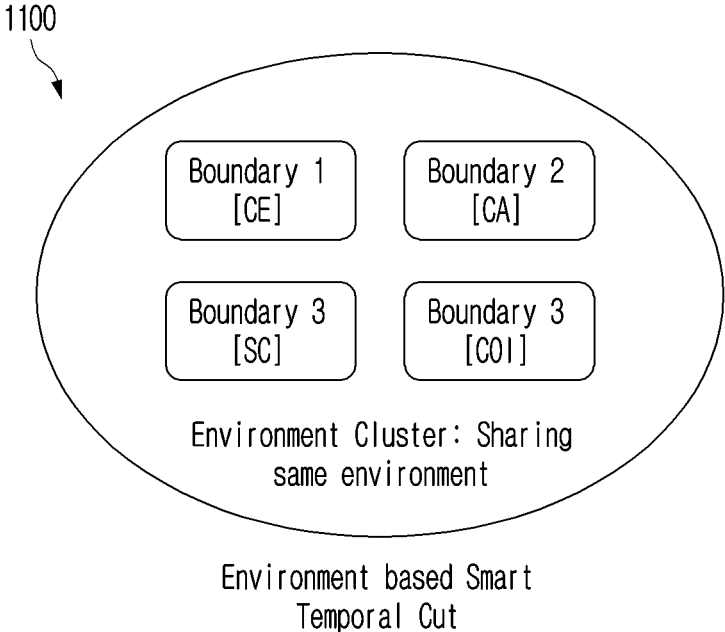 1100
Boundary 1
[CE]
Boundary 2
[CA]
Boundary 3
[SC]
Boundary 3
[COI]
Environment Cluster: Sharing
same environment
Environment based Smart
Temporal Cut